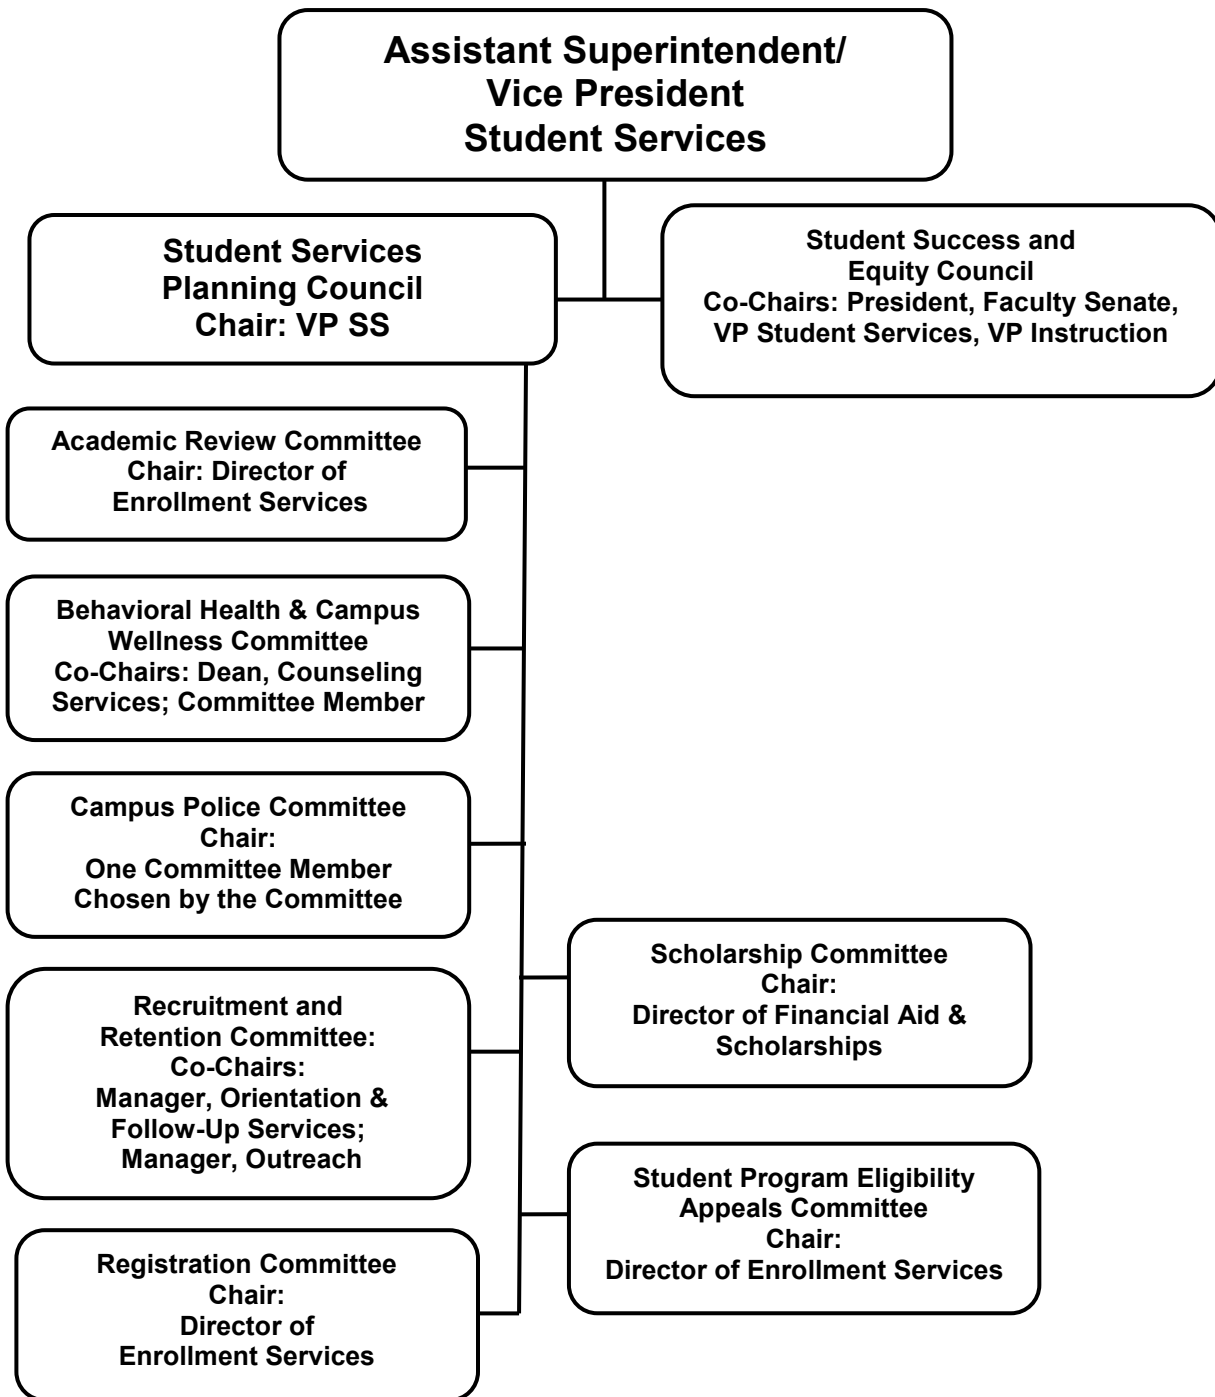 Assistant Superintendent/
Vice President
Student Services
Student Services
Planning Council
Chair: VP SS
Student Success and
Equity Council
Co-Chairs: President, Faculty Senate,
VP Student Services, VP Instruction
Academic Review Committee
Chair: Director of
Enrollment Services
Behavioral Health & Campus
Wellness Committee
Co-Chairs: Dean, Counseling
Services; Committee Member
Campus Police Committee
Chair:
One Committee Member
Chosen by the Committee
Recruitment and
Retention Committee:
Co-Chairs:
Manager, Orientation &
Follow-Up Services;
Manager, Outreach
Registration Committee
Chair:
Director of
Enrollment Services
Scholarship Committee
Chair:
Director of Financial Aid &
Scholarships
Student Program Eligibility
Appeals Committee
Chair:
Director of Enrollment Services